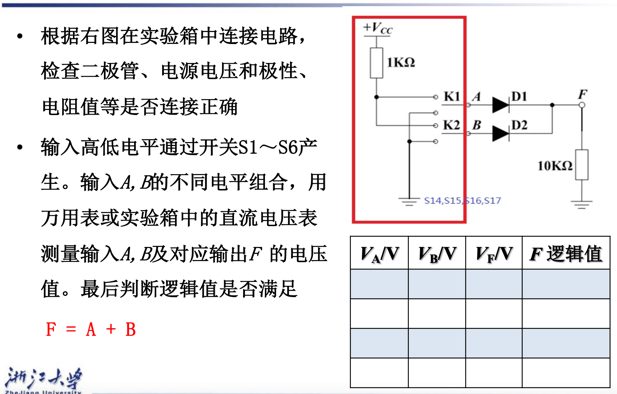 • 根据右图在实验箱中连接电路，
检查二极管、电源电压和极性、
电阻值等是否连接正确
• 输入高低电平通过开关S1～S6产
生。输入A,B的不同电平组合，用
万用表或实验箱中的直流电压表
测量输入A,B及对应输出F 的电压
值。最后判断逻辑值是否满足
F = A + B
+VCC
1KΩ
K1 A D1 F
K2 B D2
10KΩ
S14,S15,S16,S17
VA/V VB/V VF/V F 逻辑值
浙江大学
Zhejiang University